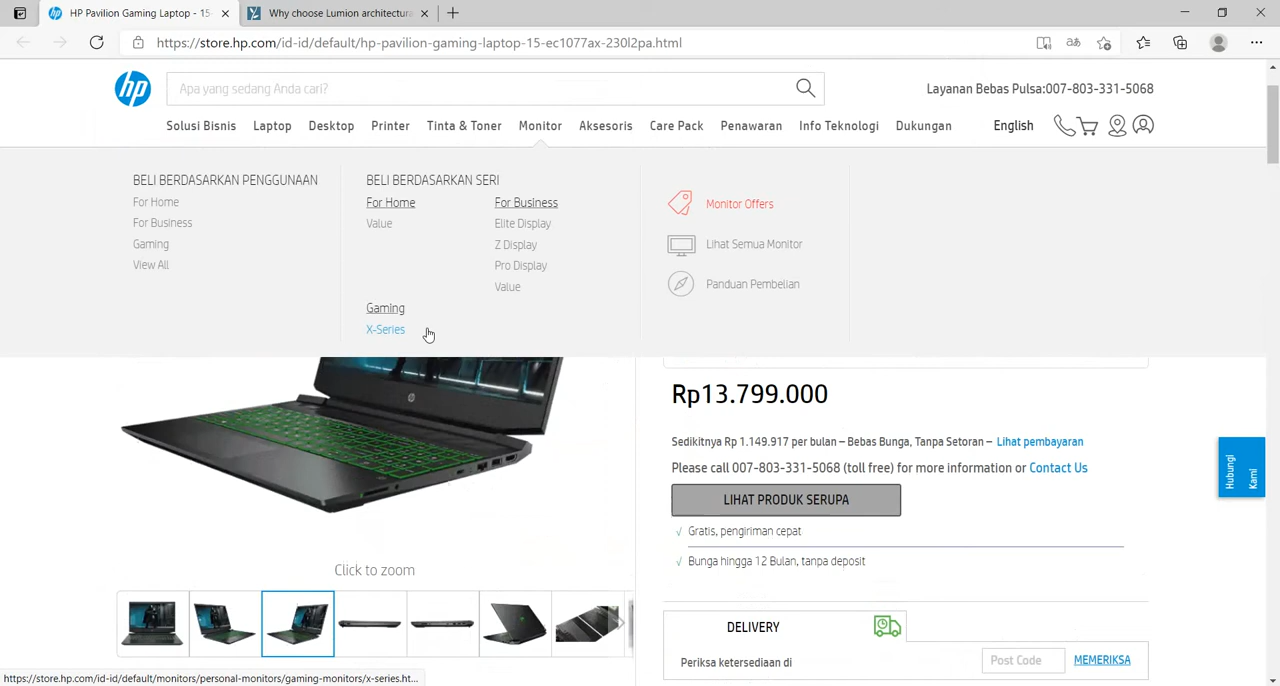 HP Pavilion Gaming Laptop - 15-
Why choose Lumion architectura
https://store.hp.com/id-id/default/hp-pavilion-gaming-laptop-15-ec1077ax-230l2pa.html
hp
Apa yang sedang Anda cari?
Layanan Bebas Pulsa:007-803-331-5068
Solusi Bisnis Laptop Desktop Printer Tinta & Toner Monitor Aksesoris Care Pack Penawaran Info Teknologi Dukungan English
BELI BERDASARKAN PENGGUNAAN
For Home
For Business
Gaming
View All
BELI BERDASARKAN SERI
For Home
Value
For Business
Elite Display
Z Display
Pro Display
Value
Gaming
X-Series
Monitor Offers
Lihat Semua Monitor
Panduan Pembelian
Rp13.799.000
Sedikitnya Rp 1.149.917 per bulan – Bebas Bunga, Tanpa Setoran – Lihat pembayaran
Please call 007-803-331-5068 (toll free) for more information or Contact Us
LIHAT PRODUK SERUPA
√ Gratis, pengiriman cepat
√ Bunga hingga 12 Bulan, tanpa deposit
Hubungi
Kami
Click to zoom
DELIVERY
Periksa ketersediaan di
Post Code
MEMERIKSA
https://store.hp.com/id-id/default/monitors/personal-monitors/gaming-monitors/x-series.ht...